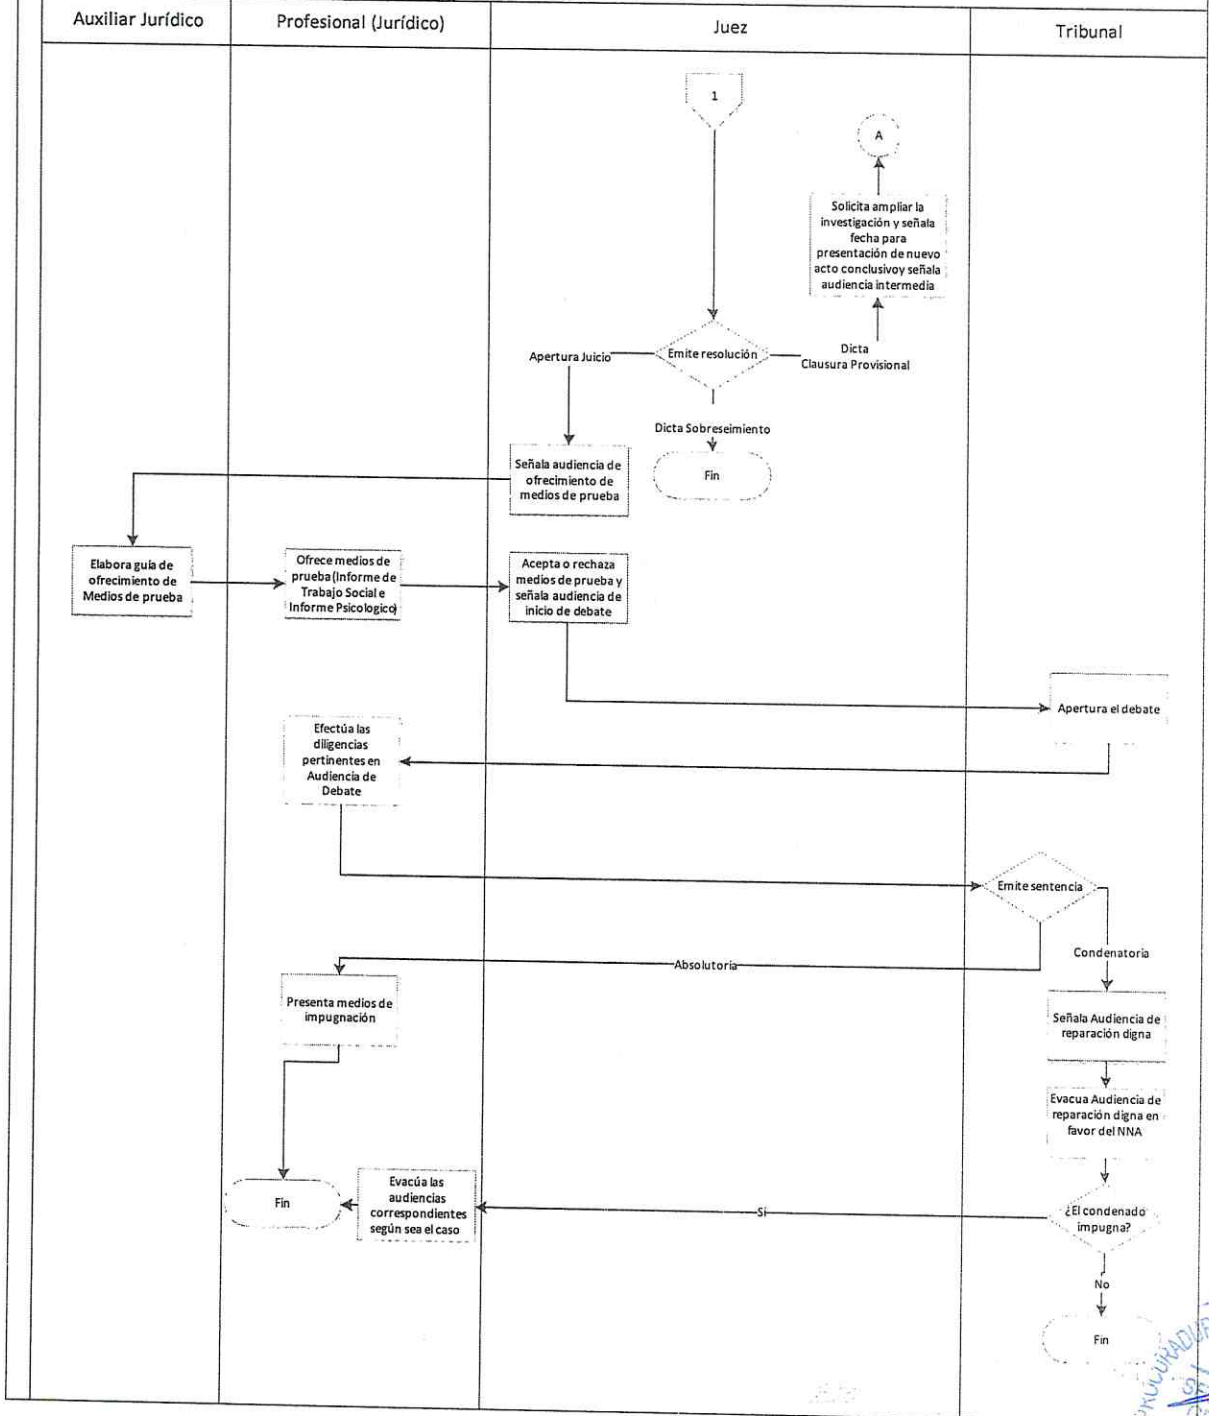 Auxiliar Jurídico
Profesional (Jurídico)
Juez
Tribunal
1
A
Solicita ampliar la
investigación y señala
fecha para
presentación de nuevo
acto conclusivoy señala
audiencia intermedia
Emite resolución
Apertura Juicio
Dicta
Clausura Provisional
Dicta Sobreseimiento
Fin
Señala audiencia de
ofrecimiento de
medios de prueba
Elabora guía de
ofrecimiento de
Medios de prueba
Ofrece medios de
prueba (Informe de
Trabajo Social e
Informe Psicologico)
Acepta o rechaza
medios de prueba y
señala audiencia de
inicio de debate
Apertura el debate
Efectúa las
diligencias
pertinentes en
Audiencia de
Debate
Emite sentencia
Absolutoria
Condenatoria
Presenta medios de
impugnación
Señala Audiencia de
reparación digna
Evacua Audiencia de
reparación digna en
favor del NNA
¿El condenado
impugna?
Sí
Evacúa las
audiencias
correspondientes
según sea el caso
Fin
No
Fin